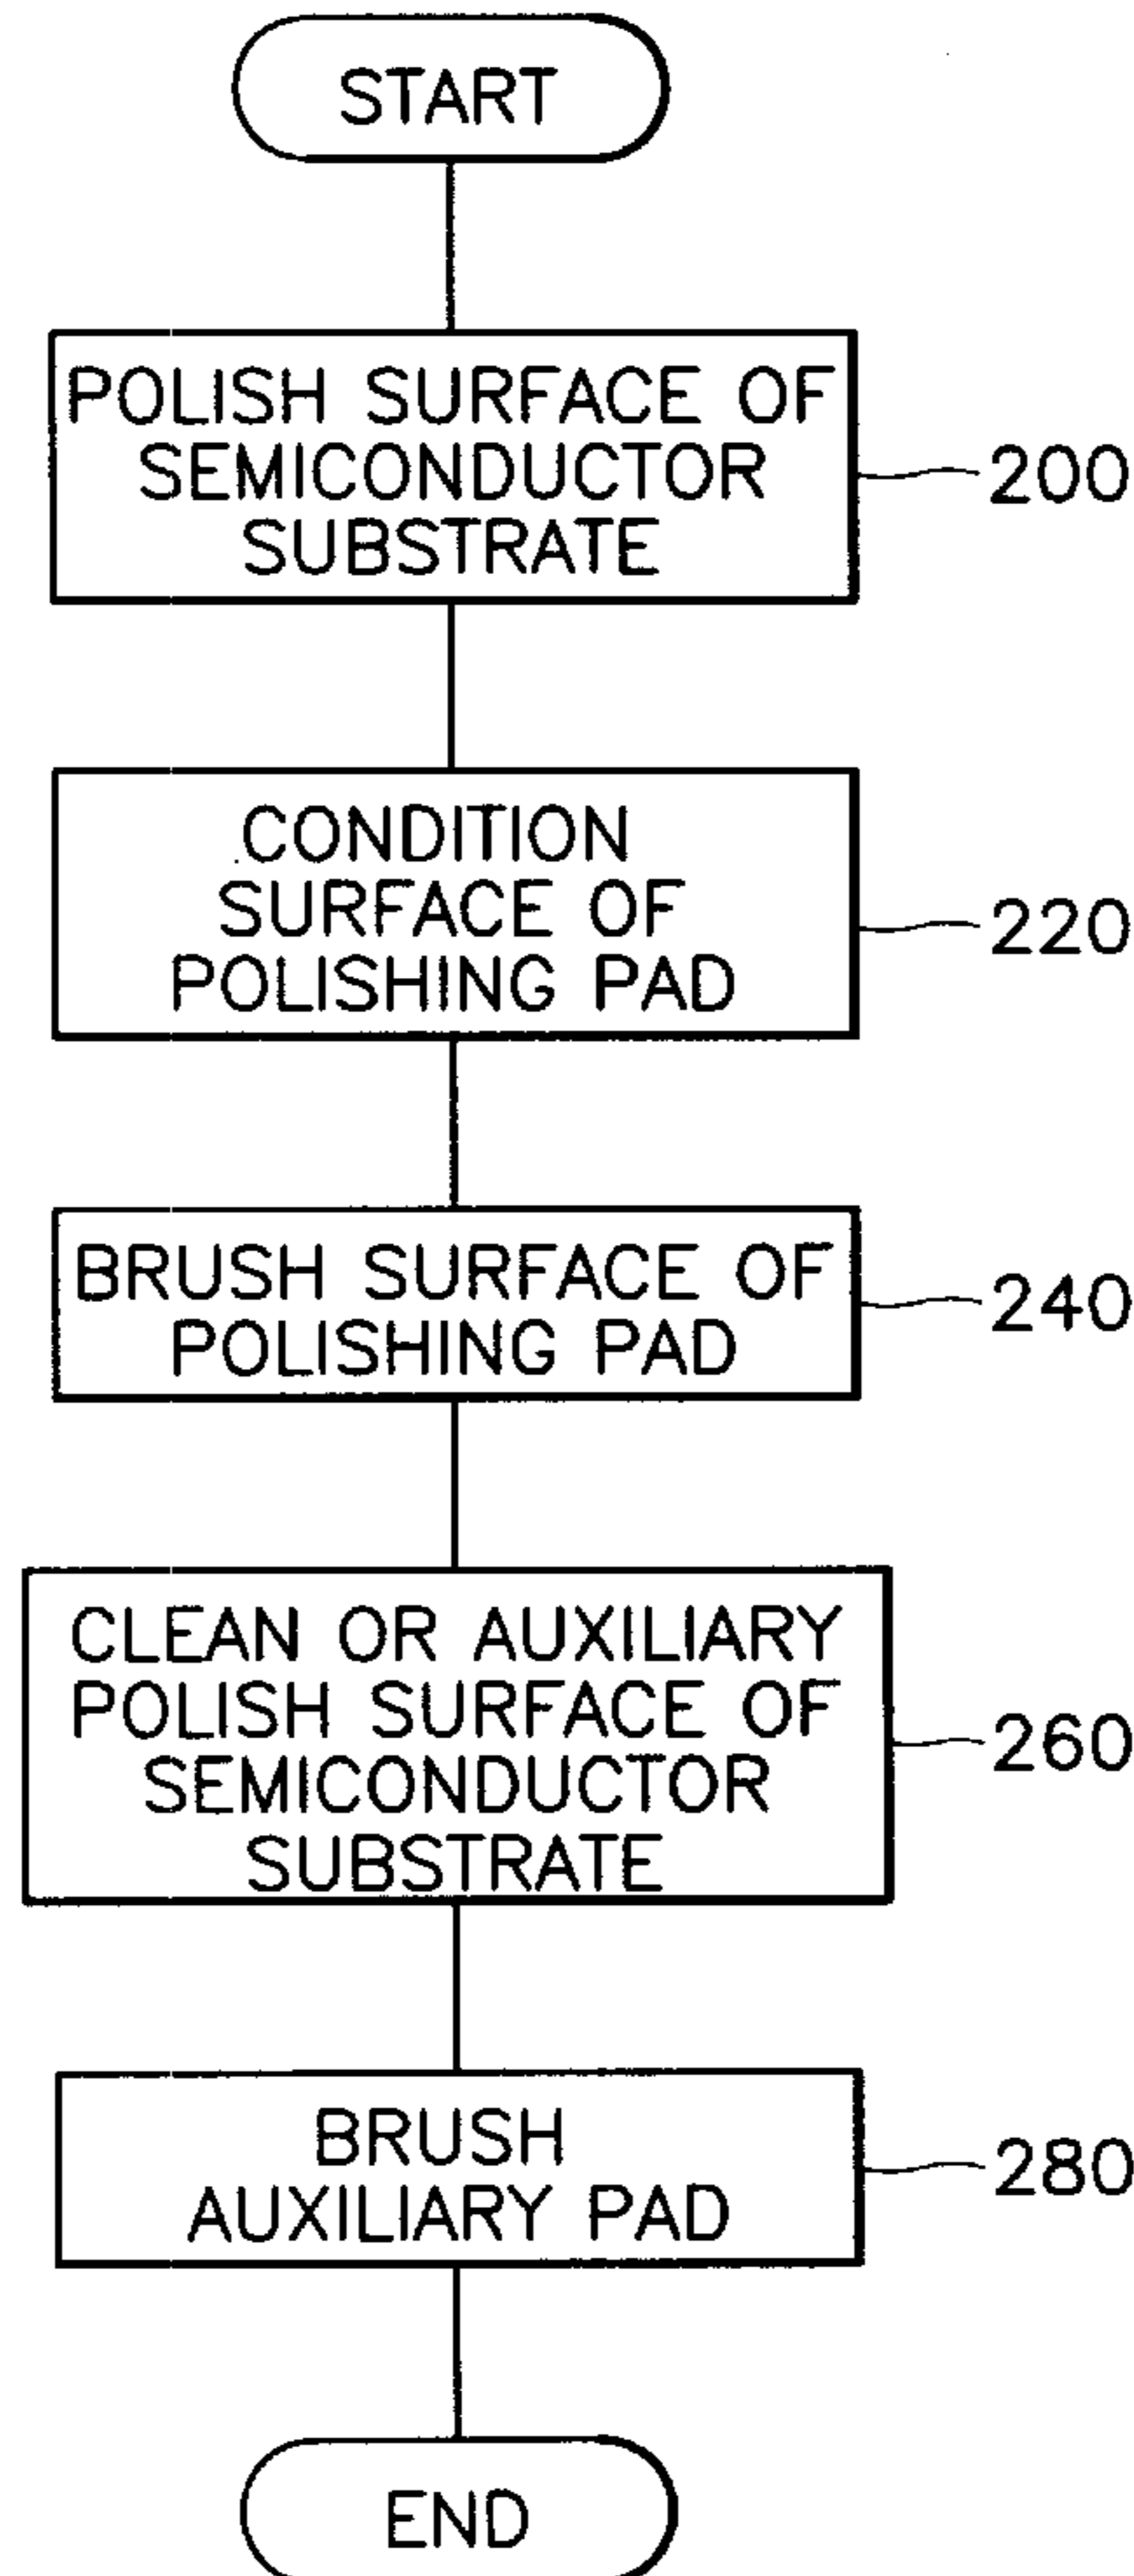 START
POLISH SURFACE OF
SEMICONDUCTOR
SUBSTRATE
200
CONDITION
SURFACE OF
POLISHING PAD
220
BRUSH SURFACE OF
POLISHING PAD
240
CLEAN OR AUXILIARY
POLISH SURFACE OF
SEMICONDUCTOR
SUBSTRATE
260
BRUSH
AUXILIARY PAD
280
END